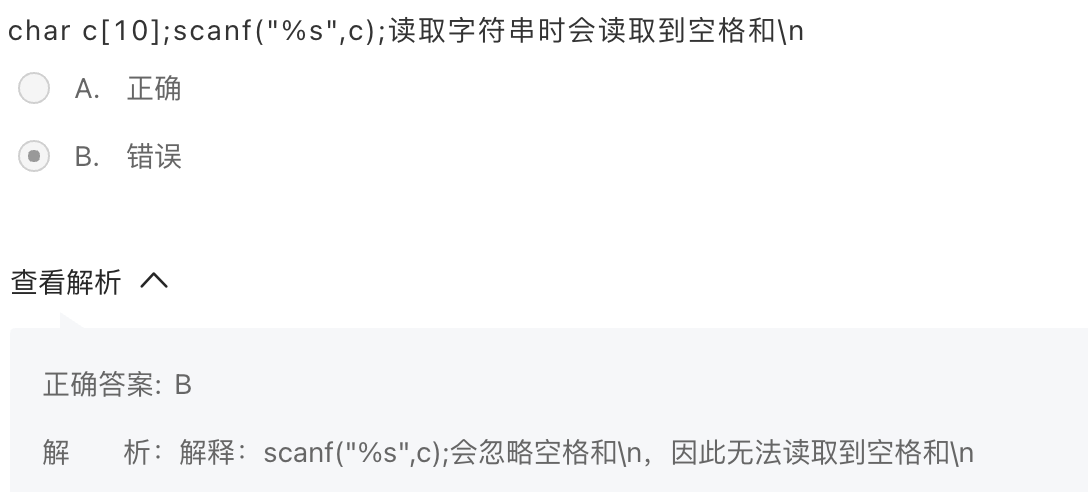 char c[10];scanf("%s",c);读取字符串时会读取到空格和\n
A. 正确
B. 错误
查看解析
正确答案: B
解 析：解释：scanf("%s",c);会忽略空格和\n，因此无法读取到空格和\n